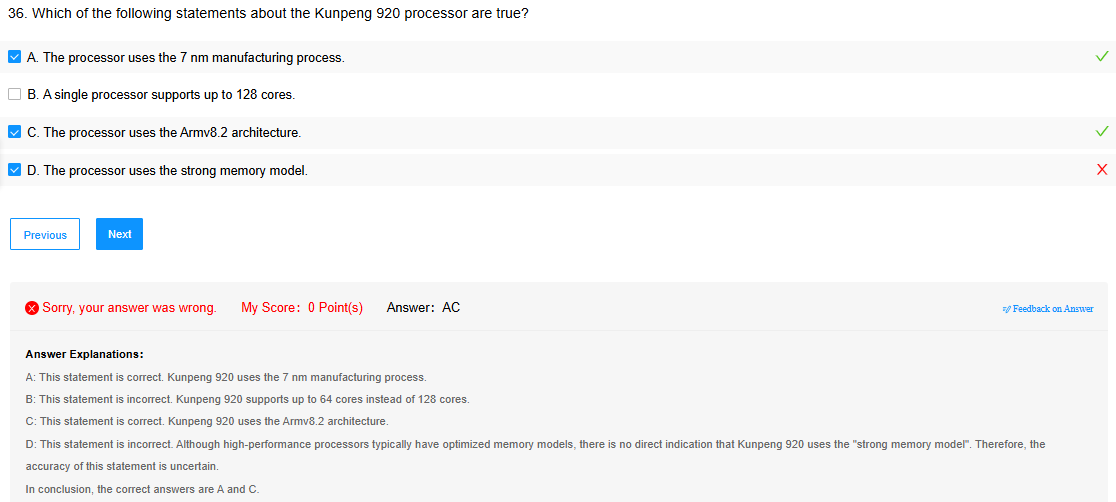 36. Which of the following statements about the Kunpeng 920 processor are true?
A. The processor uses the 7 nm manufacturing process.
B. A single processor supports up to 128 cores.
C. The processor uses the Armv8.2 architecture.
D. The processor uses the strong memory model.
Previous Next
Sorry, your answer was wrong. My Score: 0 Point(s) Answer: AC Feedback on Answer
Answer Explanations:
A: This statement is correct. Kunpeng 920 uses the 7 nm manufacturing process.
B: This statement is incorrect. Kunpeng 920 supports up to 64 cores instead of 128 cores.
C: This statement is correct. Kunpeng 920 uses the Armv8.2 architecture.
D: This statement is incorrect. Although high-performance processors typically have optimized memory models, there is no direct indication that Kunpeng 920 uses the "strong memory model". Therefore, the
accuracy of this statement is uncertain.
In conclusion, the correct answers are A and C.